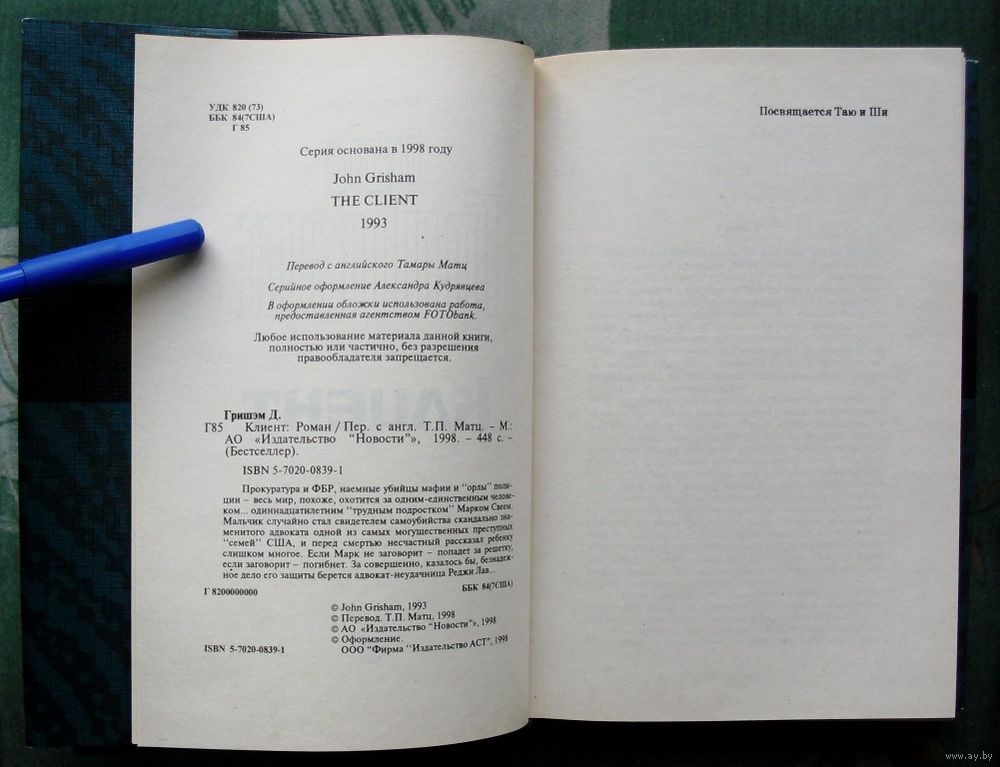 УДК 820 (73)
ББК 84(7США)
Г 85
Серия основана в 1998 году
John Grisham
THE CLIENT
1993
Перевод с английского Тамары Матц
Серийное оформление Александра Кудрявцева
В оформлении обложки использована работа,
предоставленная агентством FOTObank.
Любое использование материала данной книги,
полностью или частично, без разрешения
правообладателя запрещается.
Гришэм Д.
Г85 Клиент: Роман / Пер. с англ. Т.П. Матц. – М.:
АО «Издательство "Новости"», 1998. – 448 с. –
(Бестселлер).
ISBN 5-7020-0839-1
Прокуратура и ФБР, наемные убийцы мафии и "орлы" поли-
ции – весь мир, похоже, охотится за одним-единственным челове-
ком... одиннадцатилетним "трудным подростком" Марком Свеем.
Мальчик случайно стал свидетелем самоубийства скандально зна-
менитого адвоката одной из самых могущественных преступных
"семей" США, и перед смертью несчастный рассказал ребенку
слишком многое. Если Марк не заговорит – попадет за решетку,
если заговорит – погибнет. За совершенно, казалось бы, безнадеж-
ное дело его защиты берется адвокат-неудачница Реджи Лав...
Г 8200000000 ББК 84(7США)
© John Grisham, 1993
© Перевод. Т.П. Матц, 1998
© АО «Издательство "Новости"», 1998
© Оформление.
ISBN 5-7020-0839-1 ООО "Фирма "Издательство АСТ", 1998
Посвящается Таю и Ши
КЛИЕНТ
www.ay.by